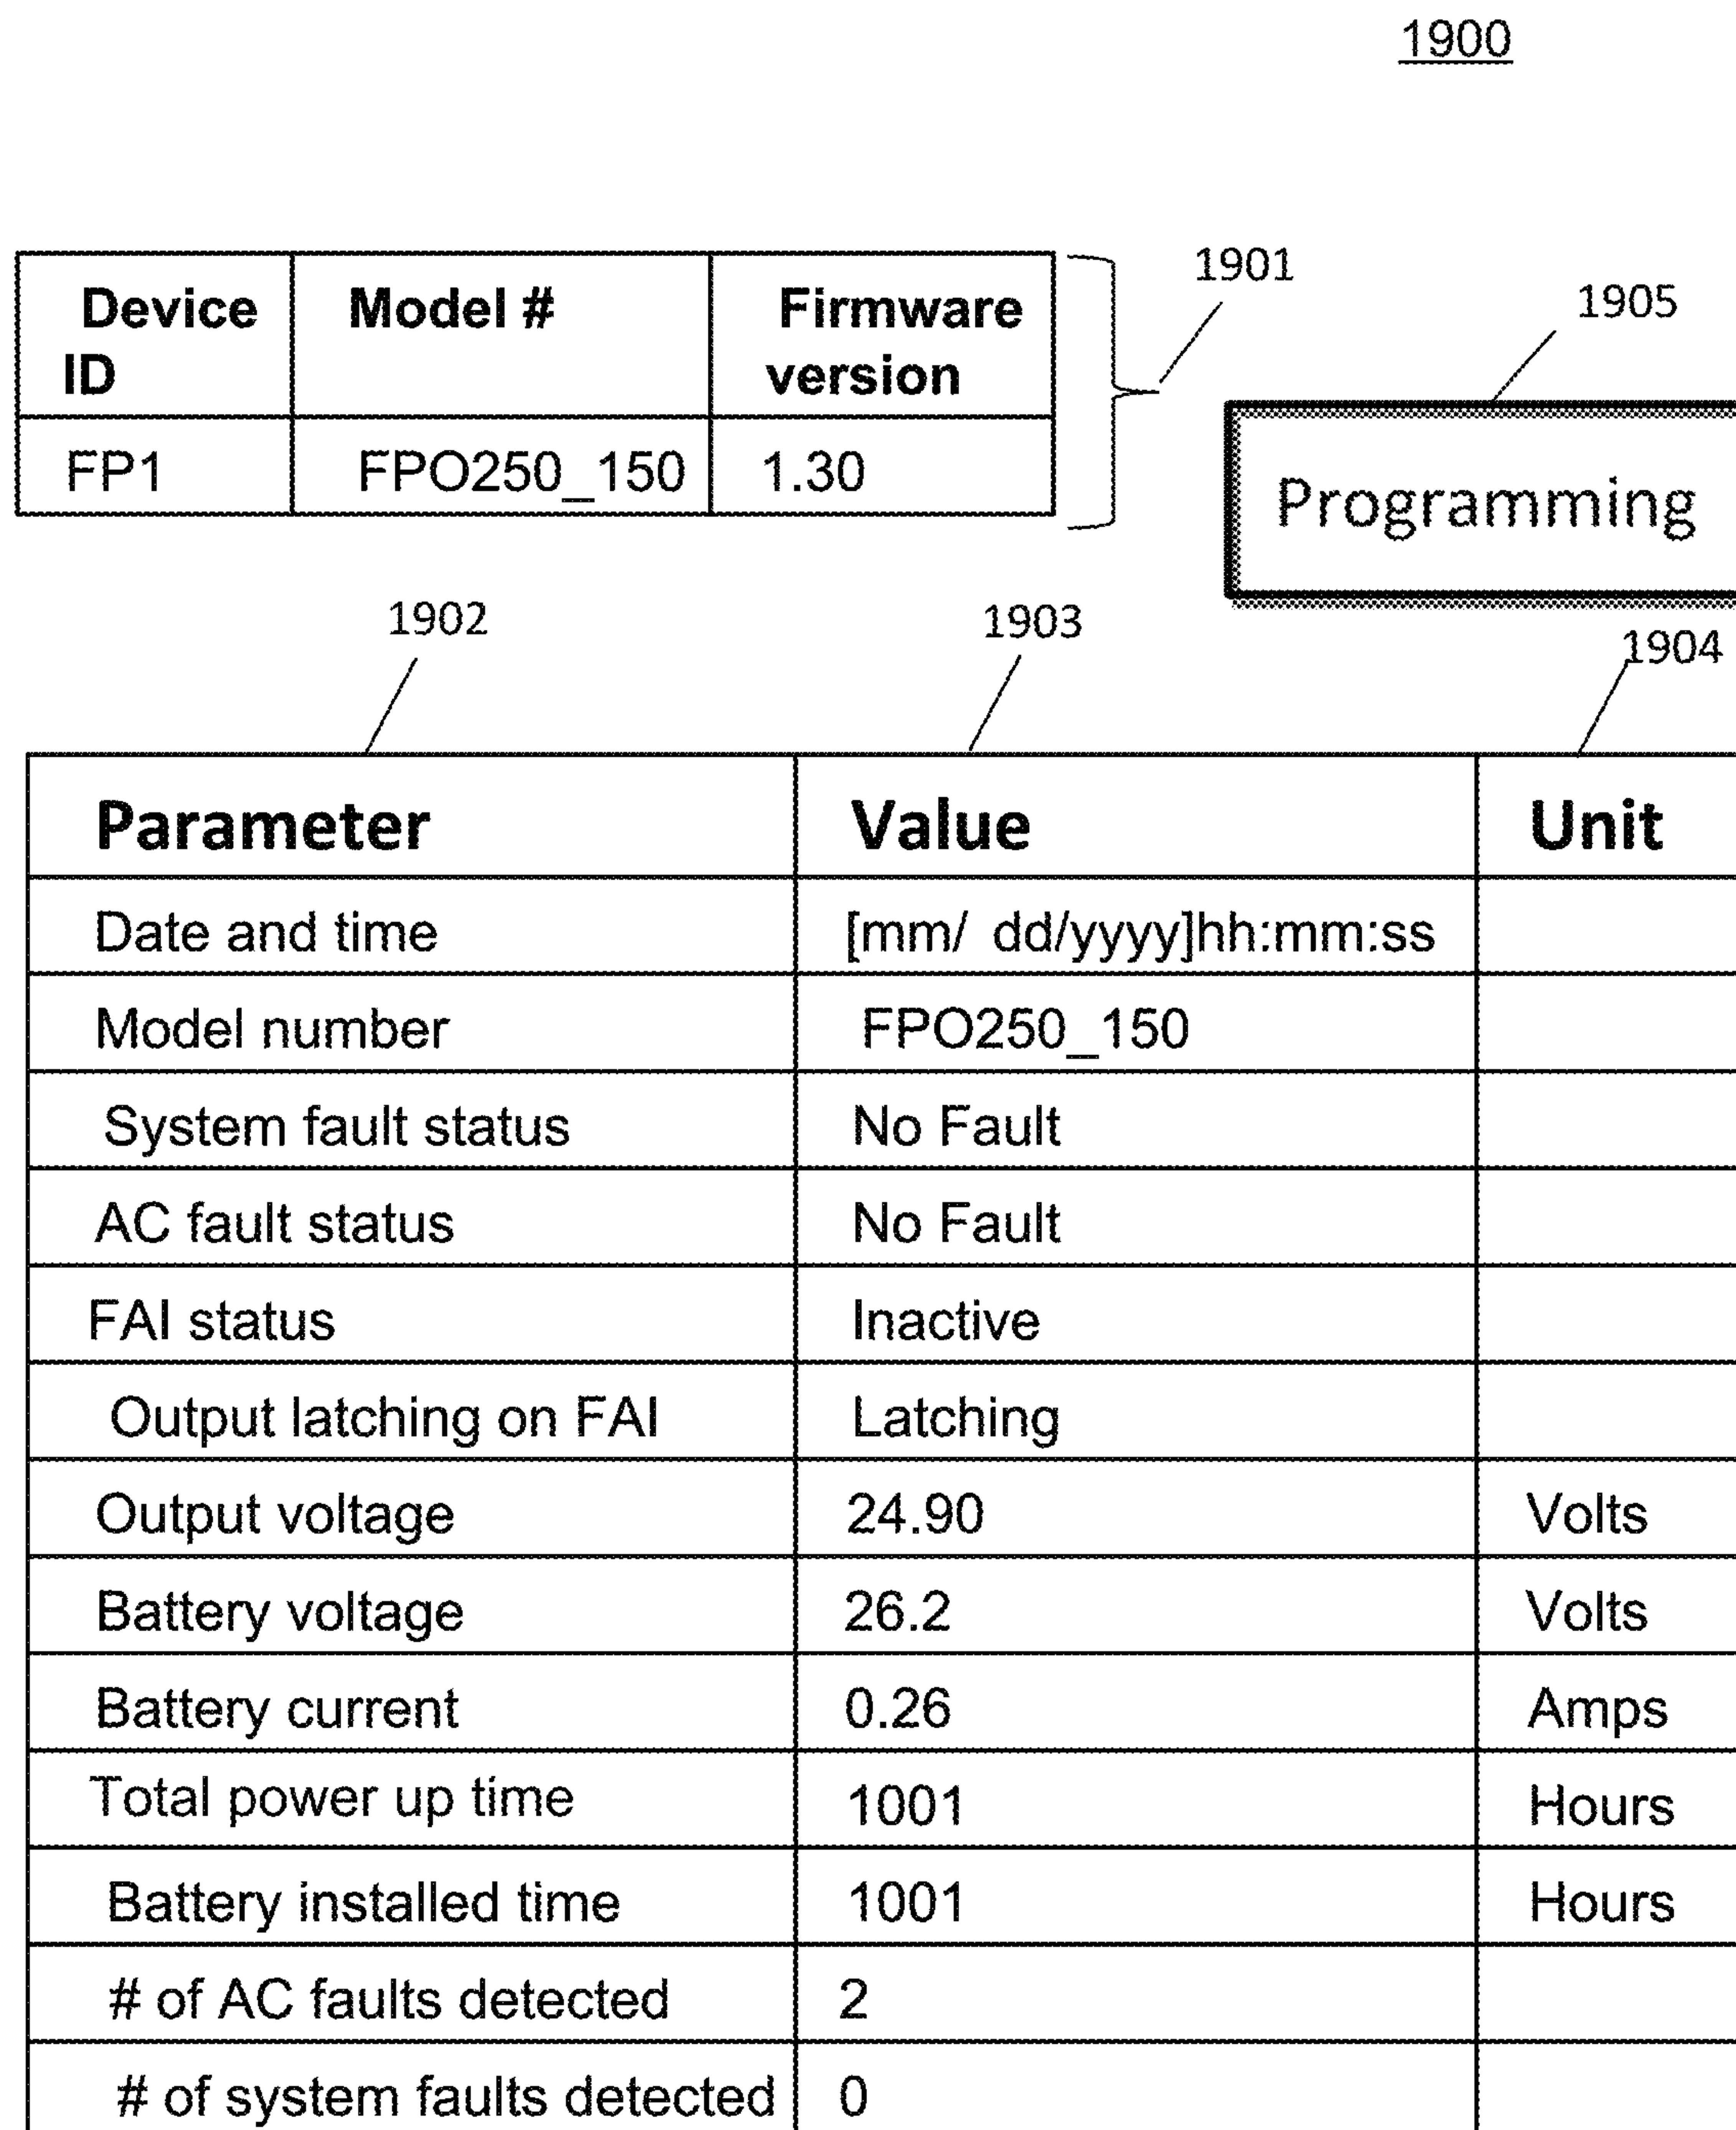 1900
1901
1905
Device ID Model # Firmware version
FP1 FPO250_150 1.30
Programming
1902 1903 1904
Parameter Value Unit
Date and time [mm/ dd/yyyy]hh:mm:ss
Model number FPO250_150
System fault status No Fault
AC fault status No Fault
FAI status Inactive
Output latching on FAI Latching
Output voltage 24.90 Volts
Battery voltage 26.2 Volts
Battery current 0.26 Amps
Total power up time 1001 Hours
Battery installed time 1001 Hours
# of AC faults detected 2
# of system faults detected 0